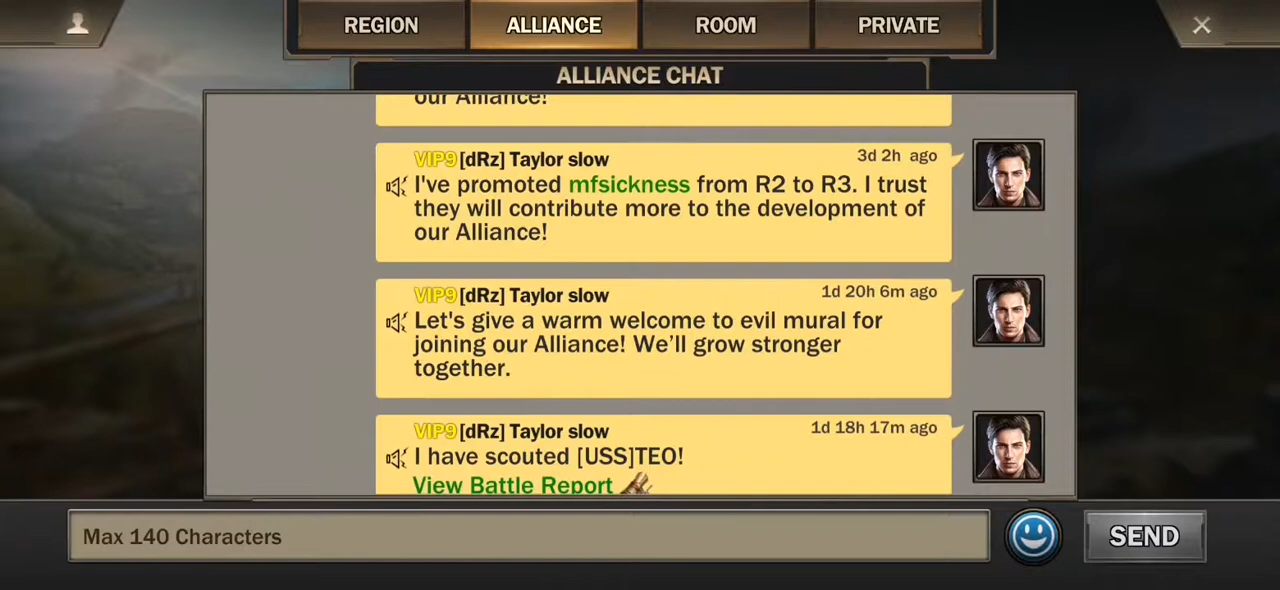 REGION
ALLIANCE
ROOM
PRIVATE
ALLIANCE CHAT
our Alliance!
VIP9[dRz] Taylor slow
3d 2h ago
I've promoted mfsickness from R2 to R3. I trust
they will contribute more to the development of
our Alliance!
VIP9[dRz] Taylor slow
1d 20h 6m ago
Let's give a warm welcome to evil mural for
joining our Alliance! We’ll grow stronger
together.
VIP9[dRz] Taylor slow
1d 18h 17m ago
I have scouted [USS]TEO!
View Battle Report
Max 140 Characters
SEND